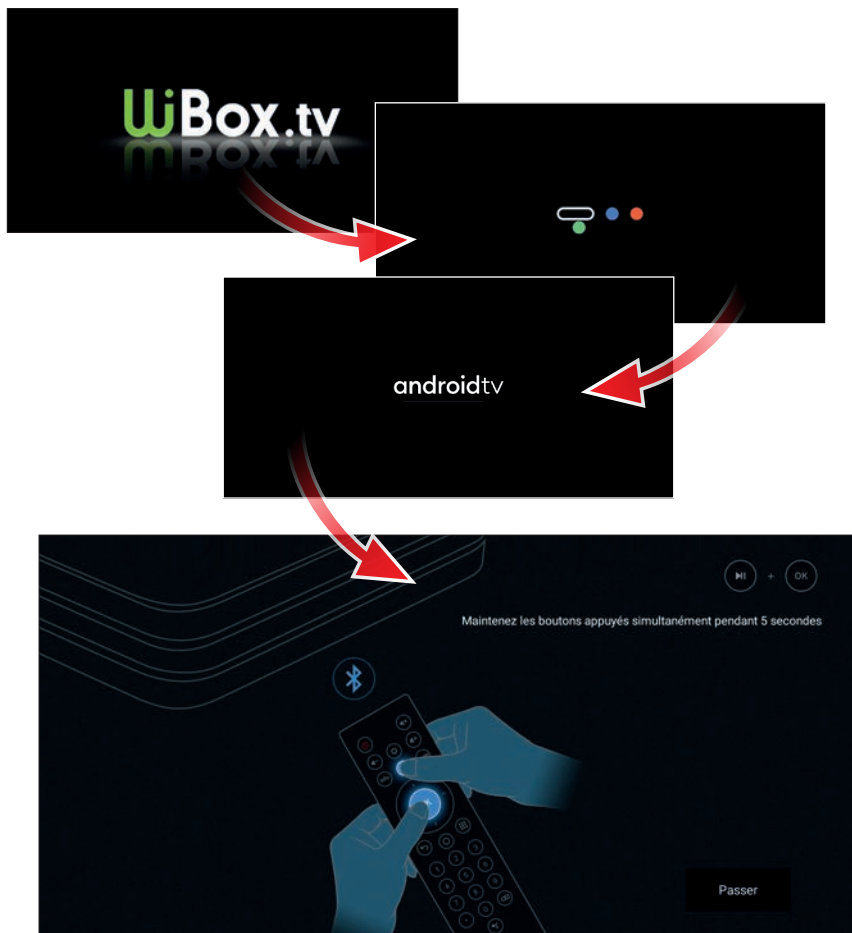 WiBox.tv
androidtv
OK
Maintenez les boutons appuyés simultanément pendant 5 secondes
Passer